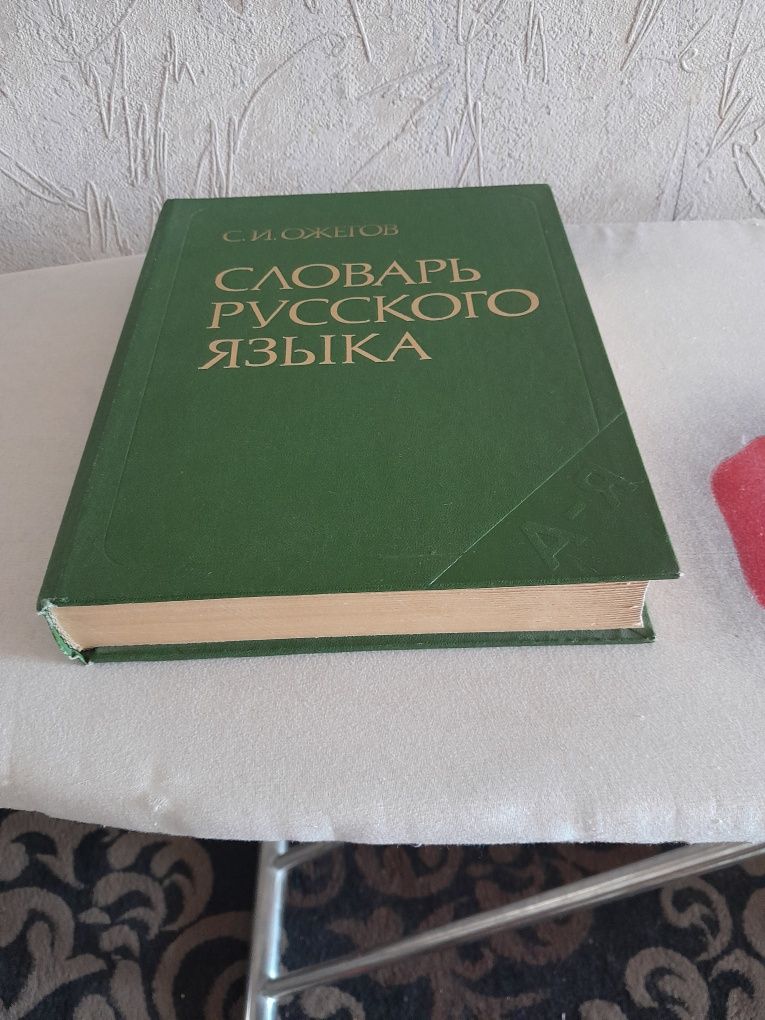 С. И. ОЖЕГОВ
СЛОВАРЬ
РУССКОГО
ЯЗЫКА
А-Я